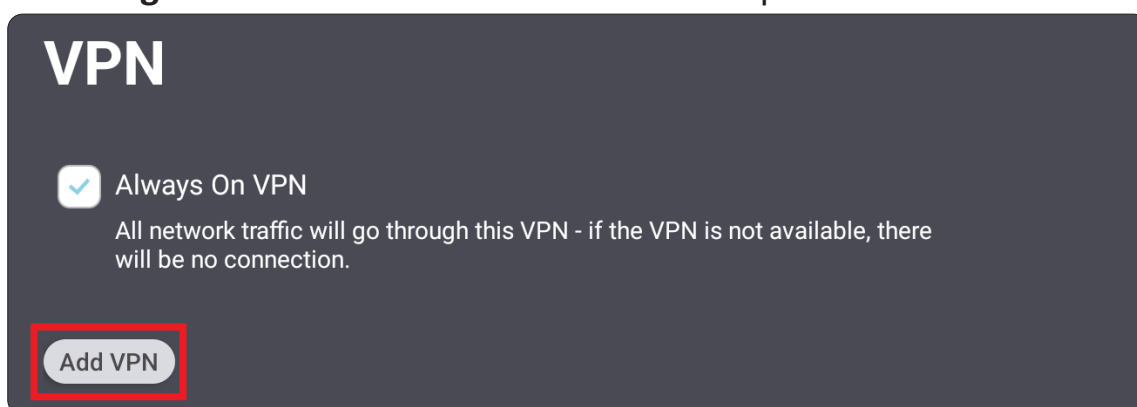 VPN
Always On VPN
All network traffic will go through this VPN - if the VPN is not available, there
will be no connection.
Add VPN